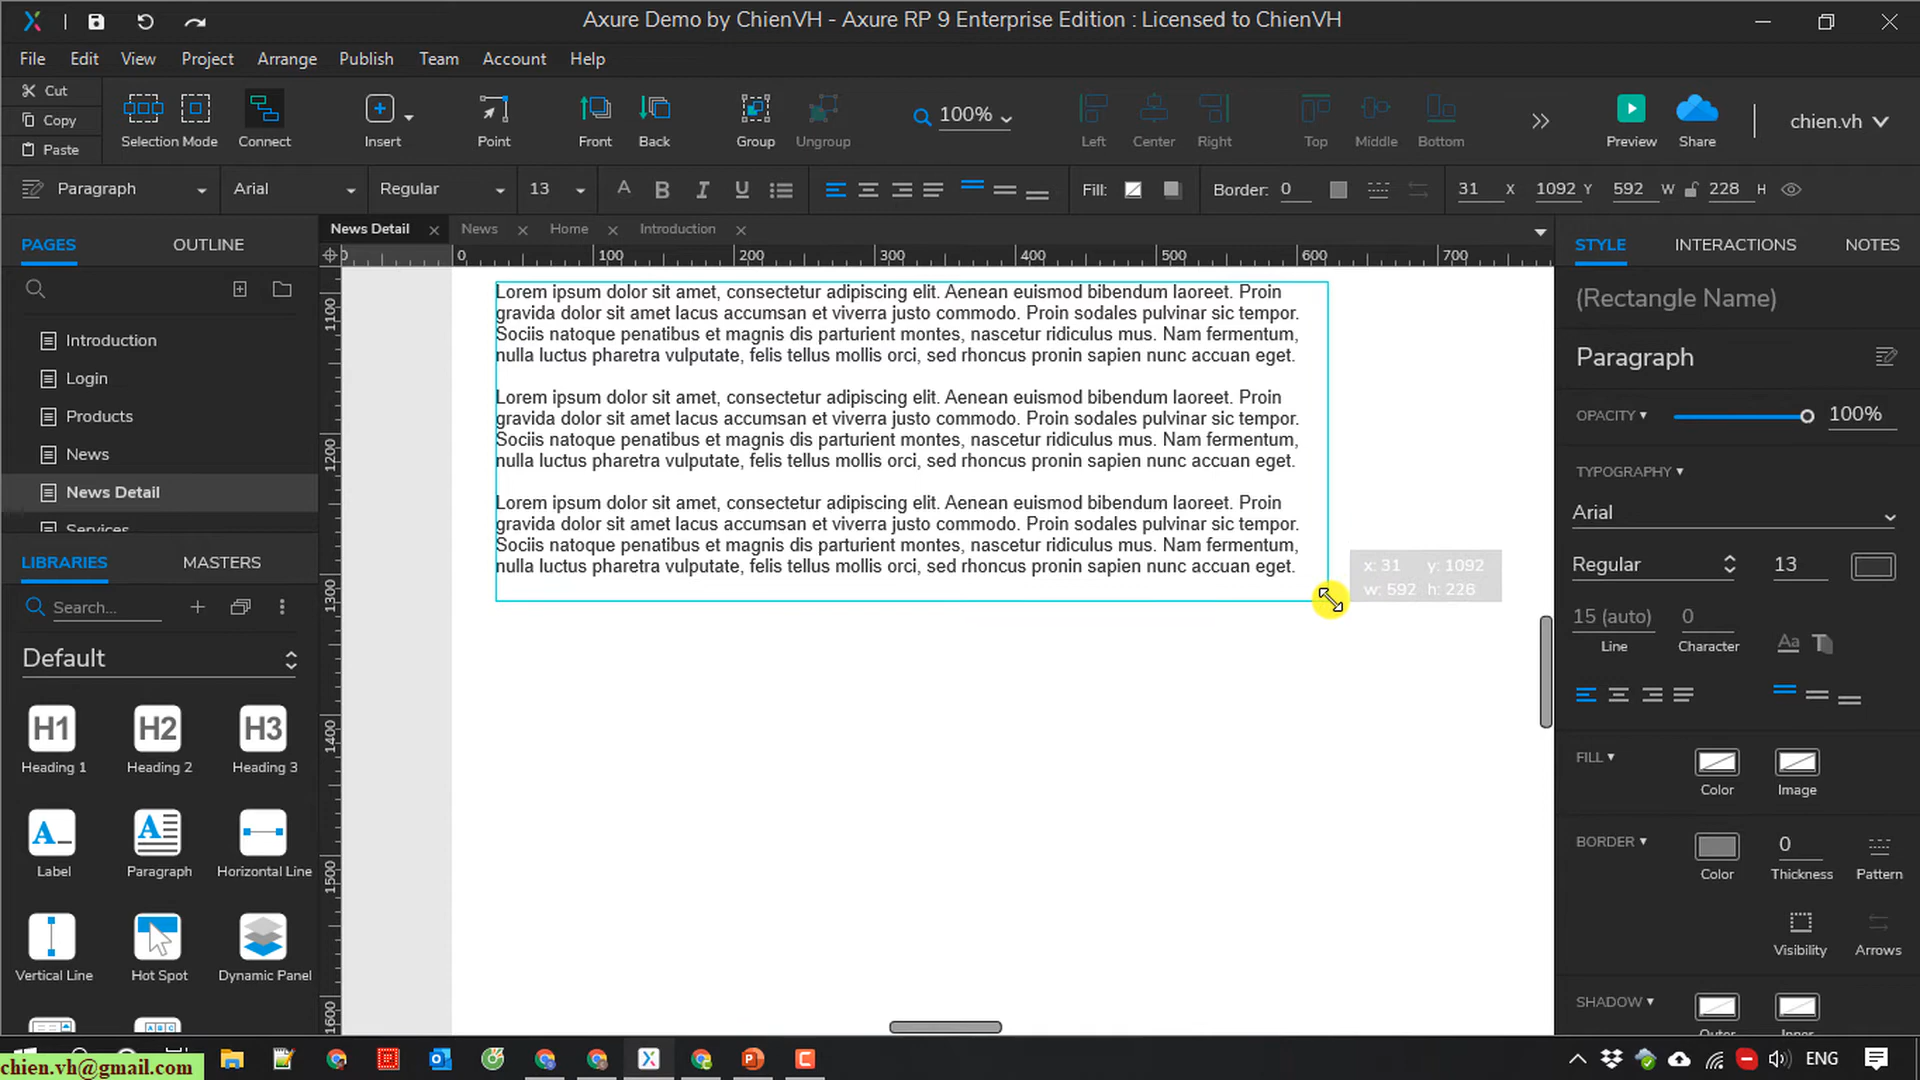 Axure Demo by ChienVH - Axure RP 9 Enterprise Edition : Licensed to ChienVH
File Edit View Project Arrange Publish Team Account Help
Cut
Copy
Paste
Selection Mode Connect Insert Point Front Back Group Ungroup 100% Left Center Right Top Middle Bottom Preview Share chien.vh
Paragraph Arial Regular 13 Fill: Border: 0 31 X 1092 Y 592 W 228 H
PAGES OUTLINE
Introduction
Login
Products
News
News Detail
Services
LIBRARIES MASTERS
Search...
Default
H1 H2 H3
Heading 1 Heading 2 Heading 3
Label Paragraph Horizontal Line
Vertical Line Hot Spot Dynamic Panel
News Detail News Home Introduction
0 0 100 200 300 400 500 600 700
1100
1200
1300
1400
1500
1600
Lorem ipsum dolor sit amet, consectetur adipiscing elit. Aenean euismod bibendum laoreet. Proin
gravida dolor sit amet lacus accumsan et viverra justo commodo. Proin sodales pulvinar sic tempor.
Sociis natoque penatibus et magnis dis parturient montes, nascetur ridiculus mus. Nam fermentum,
nulla luctus pharetra vulputate, felis tellus mollis orci, sed rhoncus pronin sapien nunc accuan eget.
Lorem ipsum dolor sit amet, consectetur adipiscing elit. Aenean euismod bibendum laoreet. Proin
gravida dolor sit amet lacus accumsan et viverra justo commodo. Proin sodales pulvinar sic tempor.
Sociis natoque penatibus et magnis dis parturient montes, nascetur ridiculus mus. Nam fermentum,
nulla luctus pharetra vulputate, felis tellus mollis orci, sed rhoncus pronin sapien nunc accuan eget.
Lorem ipsum dolor sit amet, consectetur adipiscing elit. Aenean euismod bibendum laoreet. Proin
gravida dolor sit amet lacus accumsan et viverra justo commodo. Proin sodales pulvinar sic tempor.
Sociis natoque penatibus et magnis dis parturient montes, nascetur ridiculus mus. Nam fermentum,
nulla luctus pharetra vulputate, felis tellus mollis orci, sed rhoncus pronin sapien nunc accuan eget.
x: 31 y: 1092
w: 592 h: 228
STYLE INTERACTIONS NOTES
(Rectangle Name)
Paragraph
OPACITY 100%
TYPOGRAPHY
Arial
Regular 13
15 (auto) 0
Line Character
FILL
Color Image
BORDER 0
Color Thickness Pattern
Visibility Arrows
SHADOW
Outer Inner
chien.vh@gmail.com
ENG